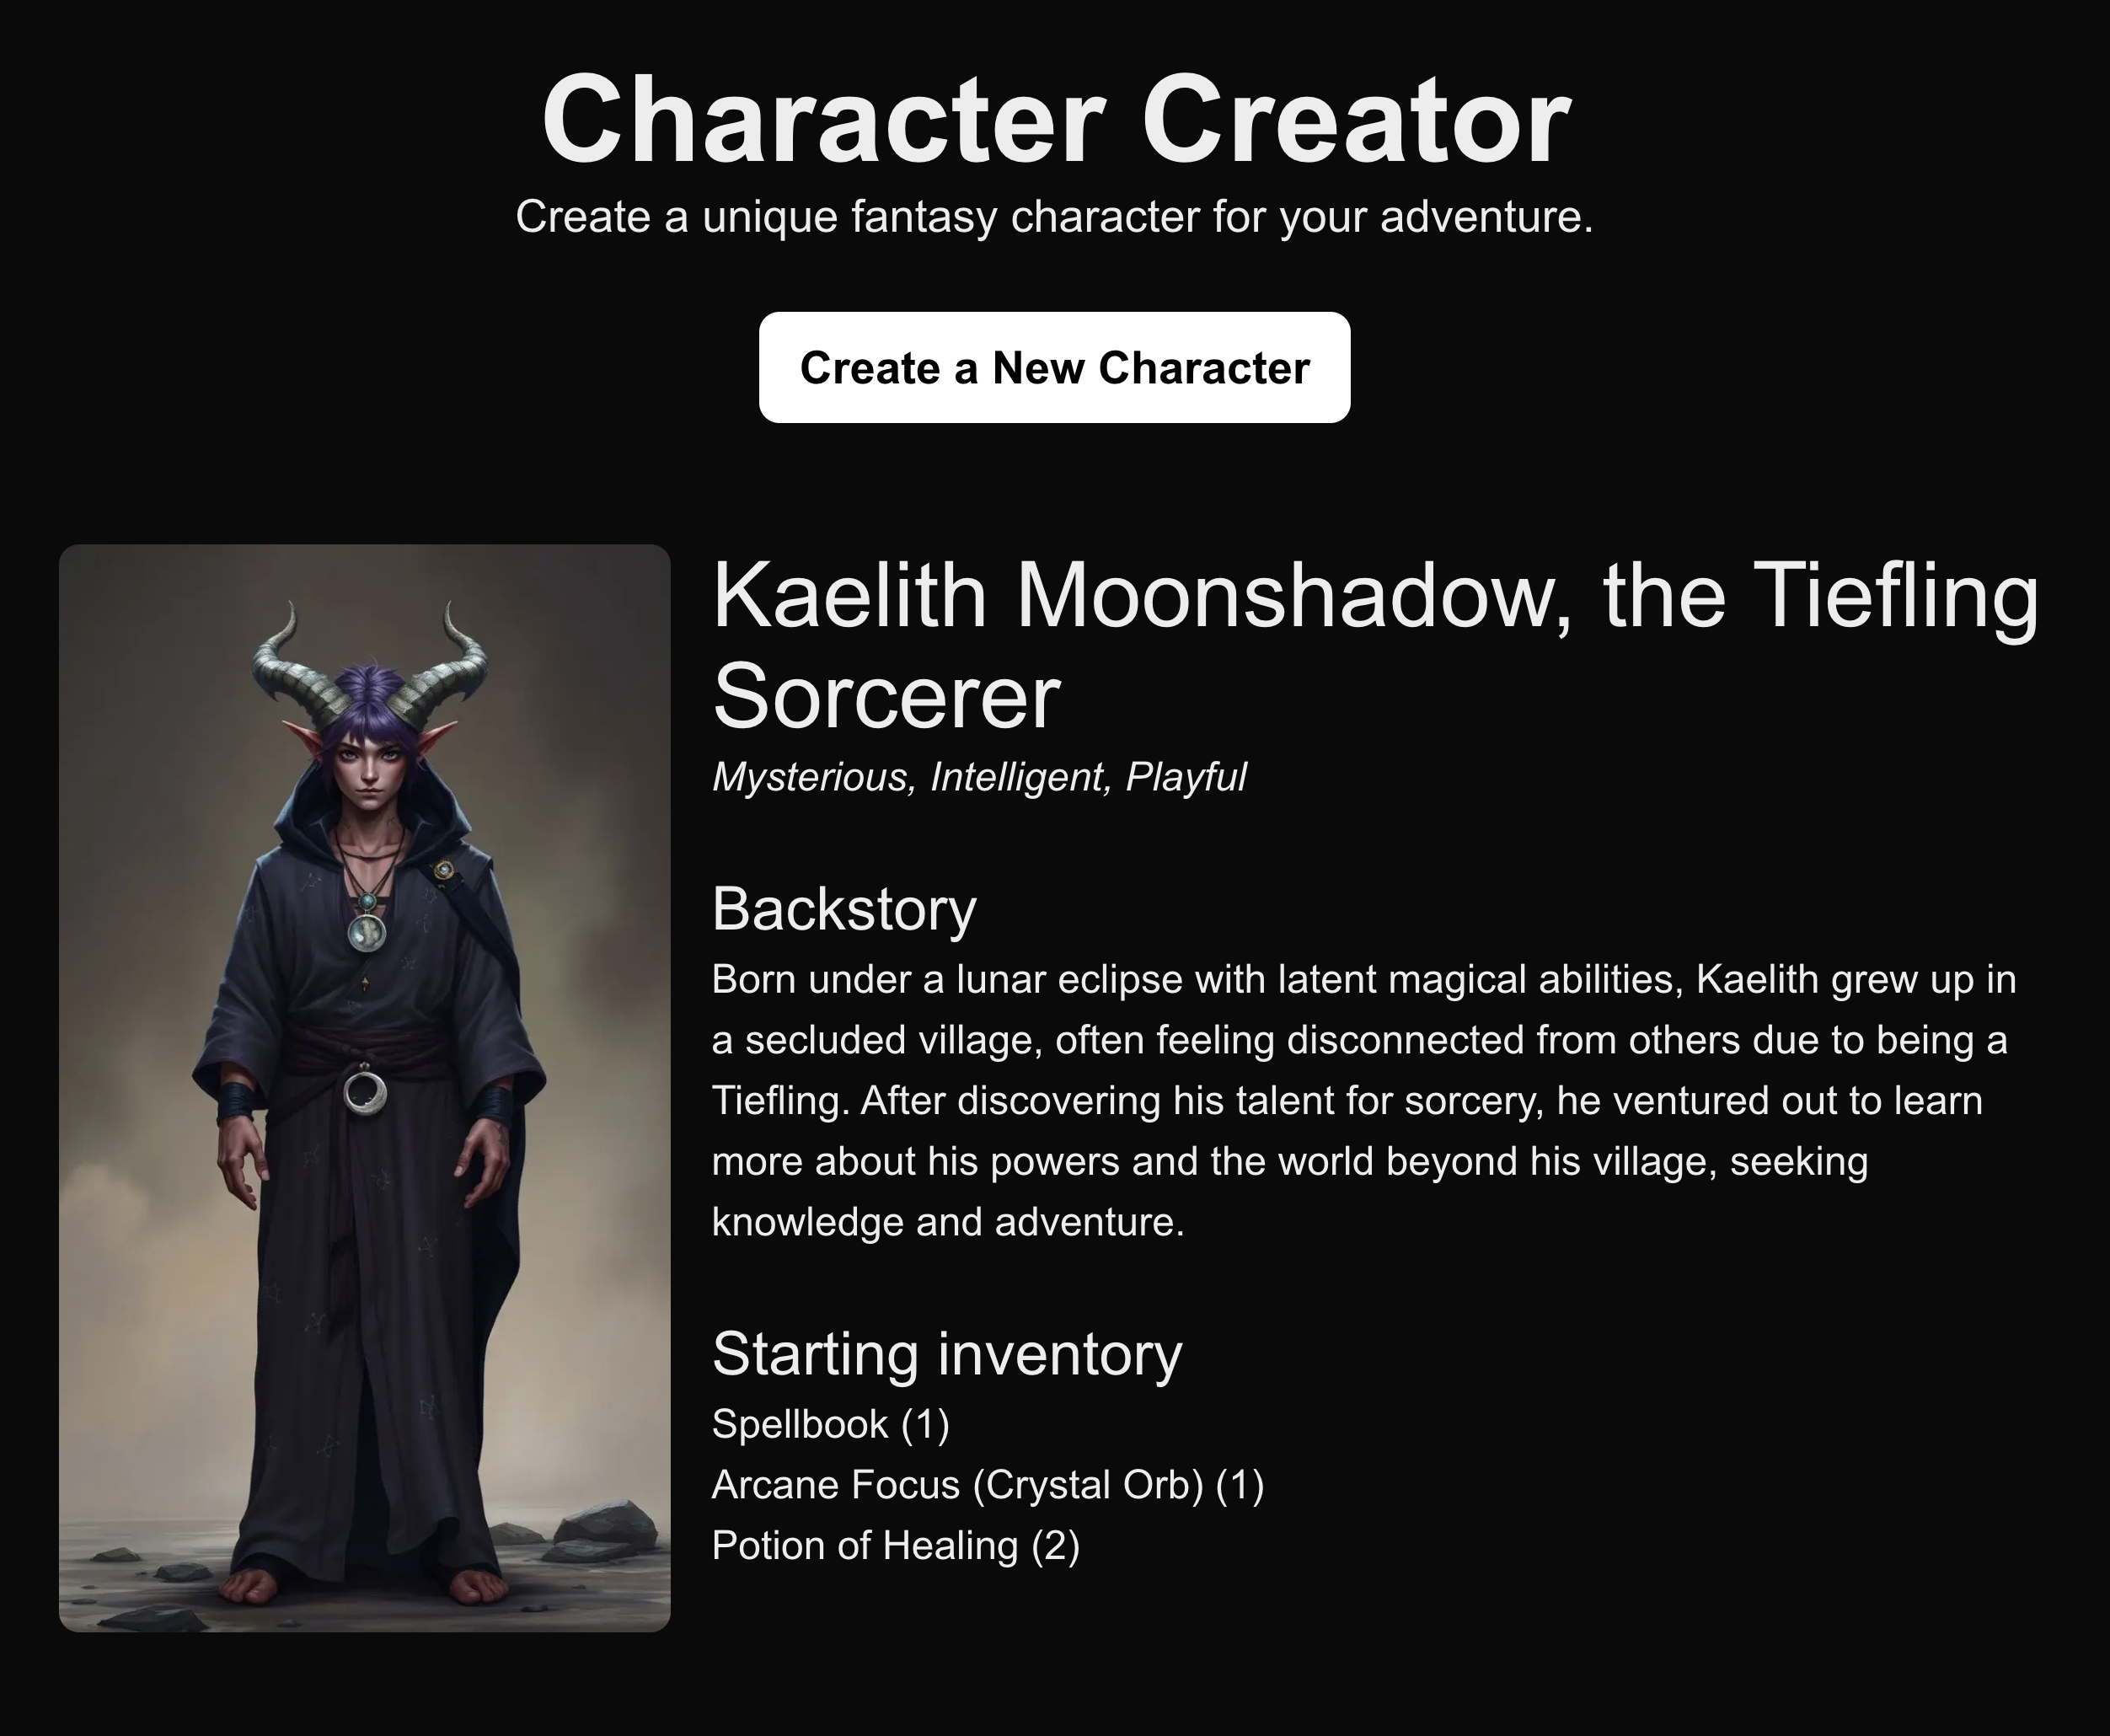 Character Creator
Create a unique fantasy character for your adventure.
Create a New Character
Kaelith Moonshadow, the Tiefling
Sorcerer
Mysterious, Intelligent, Playful
Backstory
Born under a lunar eclipse with latent magical abilities, Kaelith grew up in
a secluded village, often feeling disconnected from others due to being a
Tiefling. After discovering his talent for sorcery, he ventured out to learn
more about his powers and the world beyond his village, seeking
knowledge and adventure.
Starting inventory
Spellbook (1)
Arcane Focus (Crystal Orb) (1)
Potion of Healing (2)